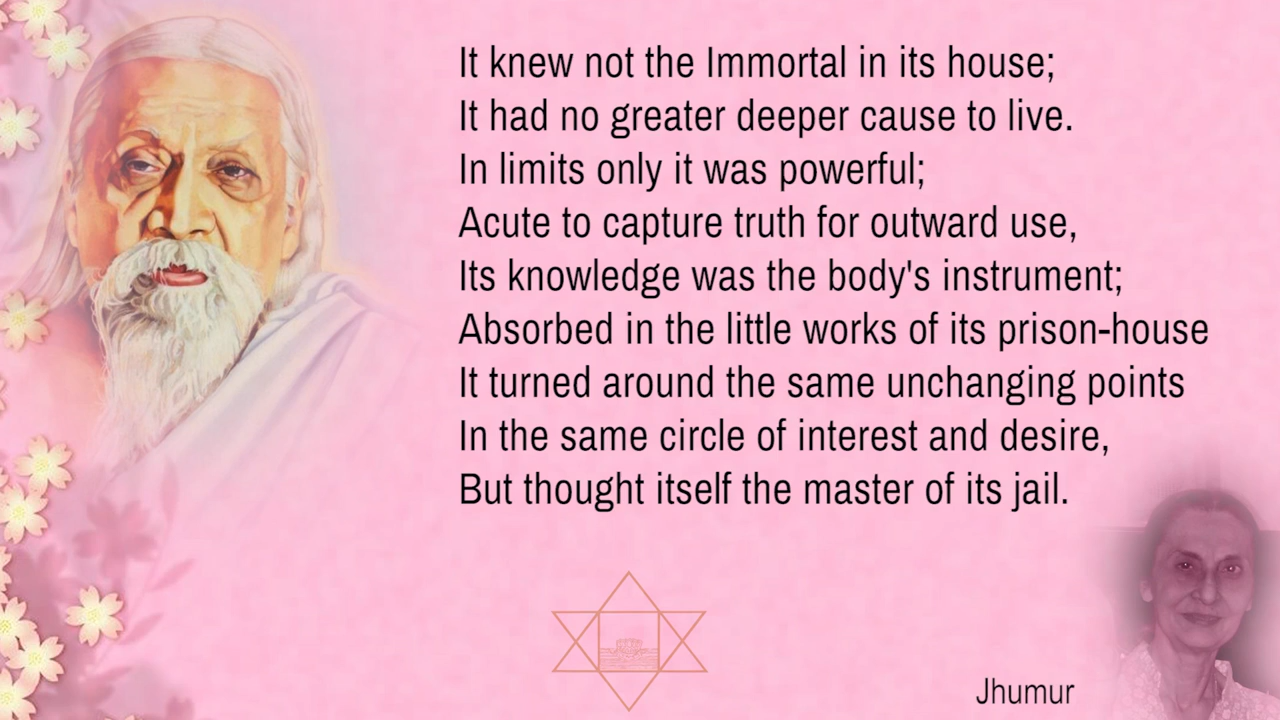 It knew not the Immortal in its house;
It had no greater deeper cause to live.
In limits only it was powerful;
Acute to capture truth for outward use,
Its knowledge was the body's instrument;
Absorbed in the little works of its prison-house
It turned around the same unchanging points
In the same circle of interest and desire,
But thought itself the master of its jail.
Jhumur